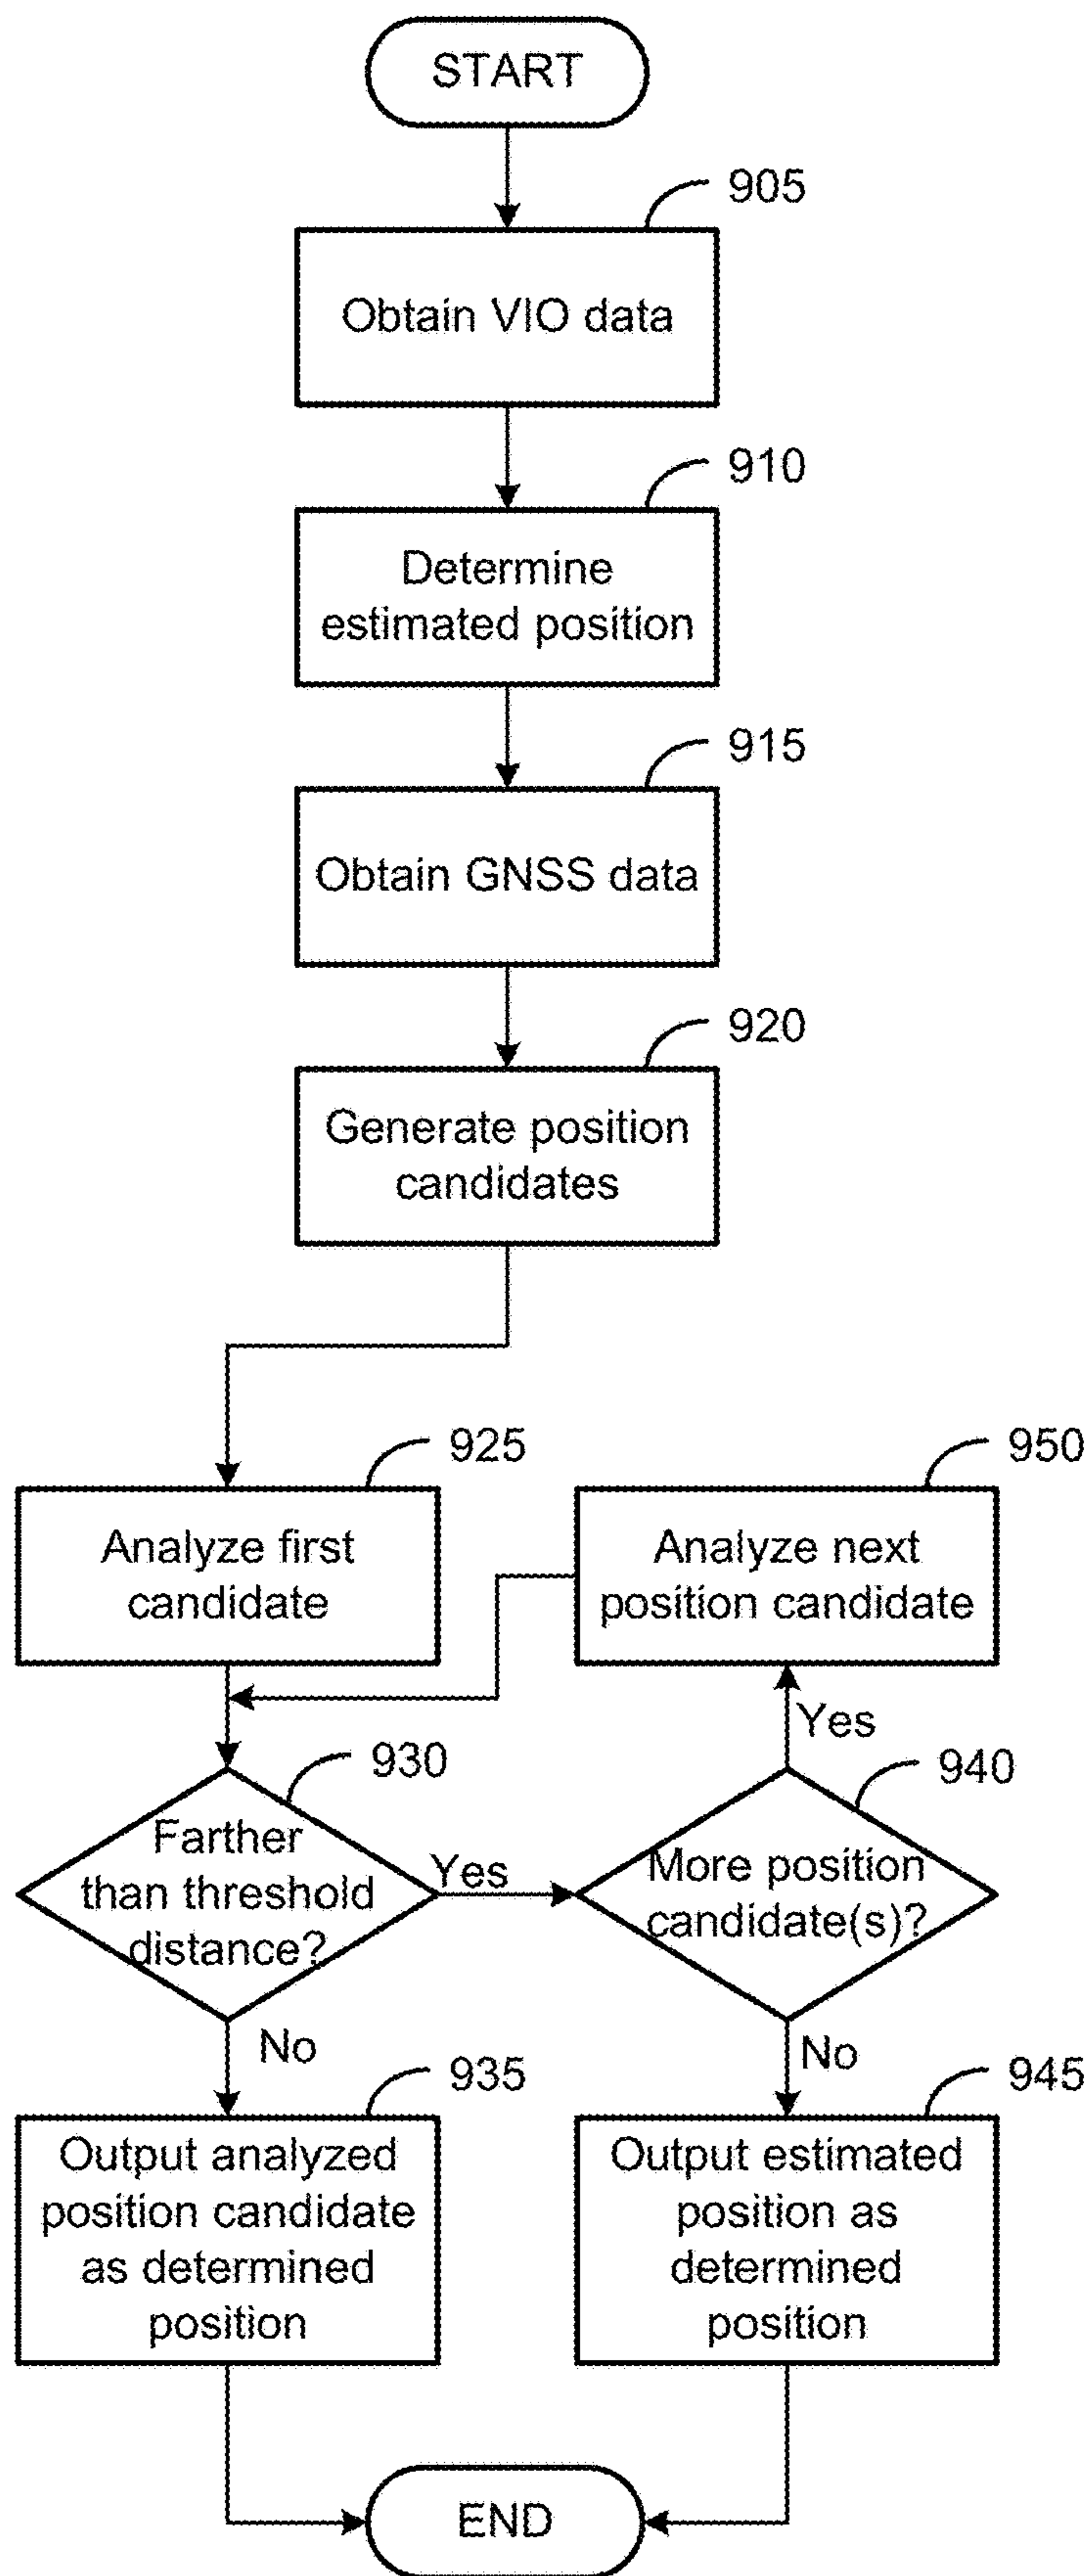 START
905
Obtain VIO data
910
Determine
estimated position
915
Obtain GNSS data
920
Generate position
candidates
925
Analyze first
candidate
950
Analyze next
position candidate
Yes
930
Farther
than threshold
distance?
Yes
940
More position
candidate(s)?
No
935
Output analyzed
position candidate
as determined
position
No
945
Output estimated
position as
determined
position
END